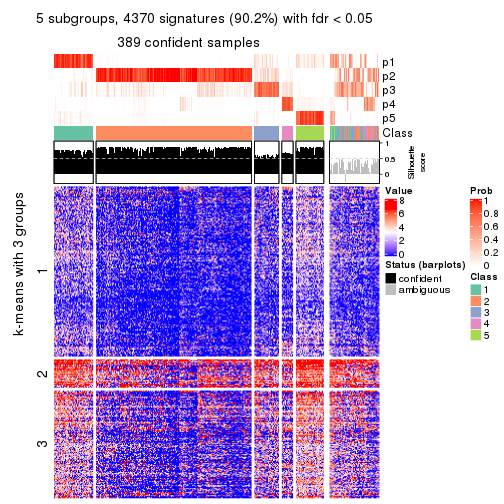 5 subgroups, 4370 signatures (90.2%) with fdr < 0.05
389 confident samples
p1
p2
p3
p4
p5
Class
1
0.5
0
Silhouette
score
k-means with 3 groups
1
2
3
Value
8
6
4
2
0
Status (barplots)
confident
ambiguous
Prob
1
0.8
0.6
0.4
0.2
0
Class
1
2
3
4
5